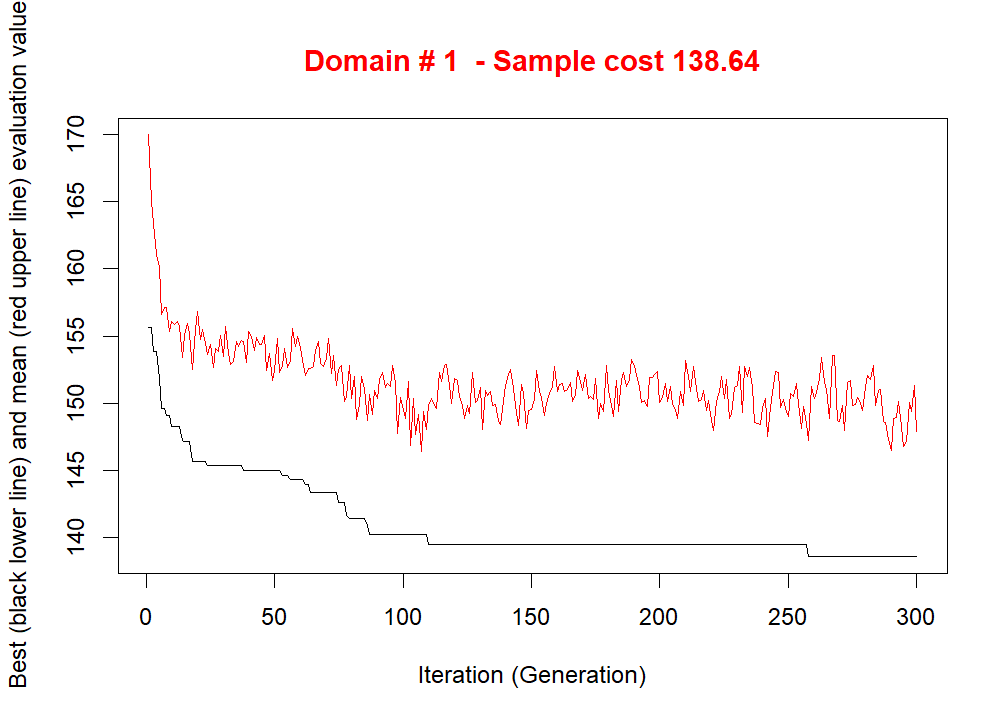 Domain # 1  - Sample cost 138.64
Best (black lower line) and mean (red upper line) evaluation value
170
165
160
155
150
145
140
0 50 100 150 200 250 300
Iteration (Generation)